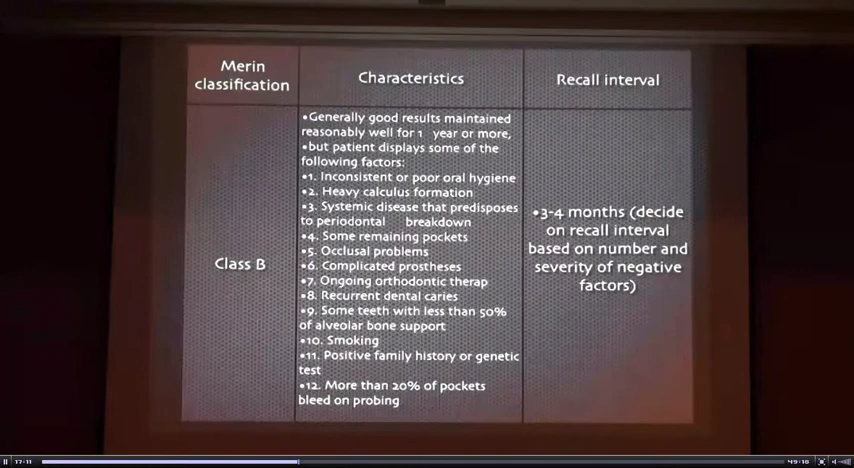 Merin
classification
Characteristics
Recall interval
Class B
•Generally good results maintained
reasonably well for 1 year or more,
•but patient displays some of the
following factors:
•1. Inconsistent or poor oral hygiene
•2. Heavy calculus formation
•3. Systemic disease that predisposes
to periodontal breakdown
•4. Some remaining pockets
•5. Occlusal problems
•6. Complicated prostheses
•7. Ongoing orthodontic therap
•8. Recurrent dental caries
•9. Some teeth with less than 50%
of alveolar bone support
•10. Smoking
•11. Positive family history or genetic
test
•12. More than 20% of pockets
bleed on probing
•3-4 months (decide
on recall interval
based on number and
severity of negative
factors)
17:11
49:10